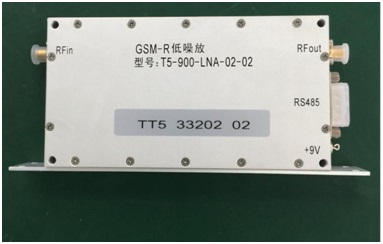 GSM-R低噪放
RFin
RFout
型号:T5-900-LNA-02-02
RS485
TT5 33202 02
+9V